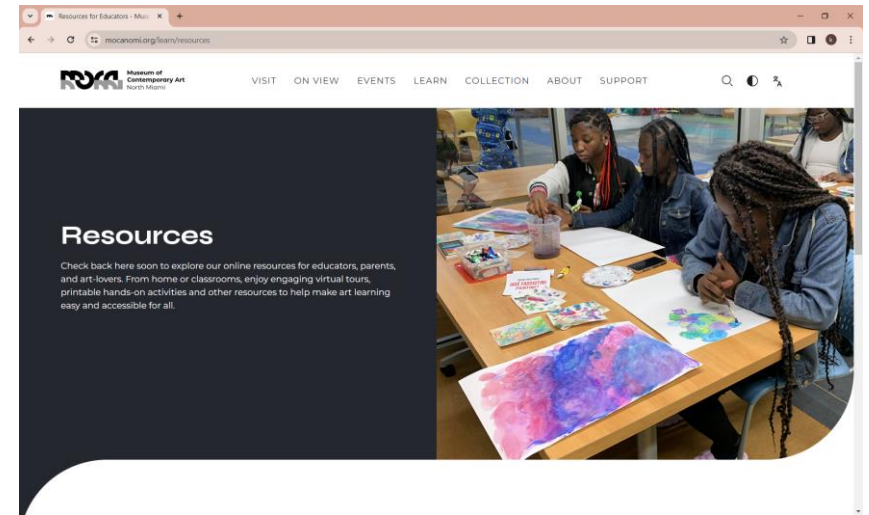 Resources for Educators - Muse
mocanomi.org/learn/resources
moca
Museum of
Contemporary Art
North Miami
VISIT ON VIEW EVENTS LEARN COLLECTION ABOUT SUPPORT
Resources
Check back here soon to explore our online resources for educators, parents,
and art-lovers. From home or classrooms, enjoy engaging virtual tours,
printable hands-on activities and other resources to help make art learning
easy and accessible for all.